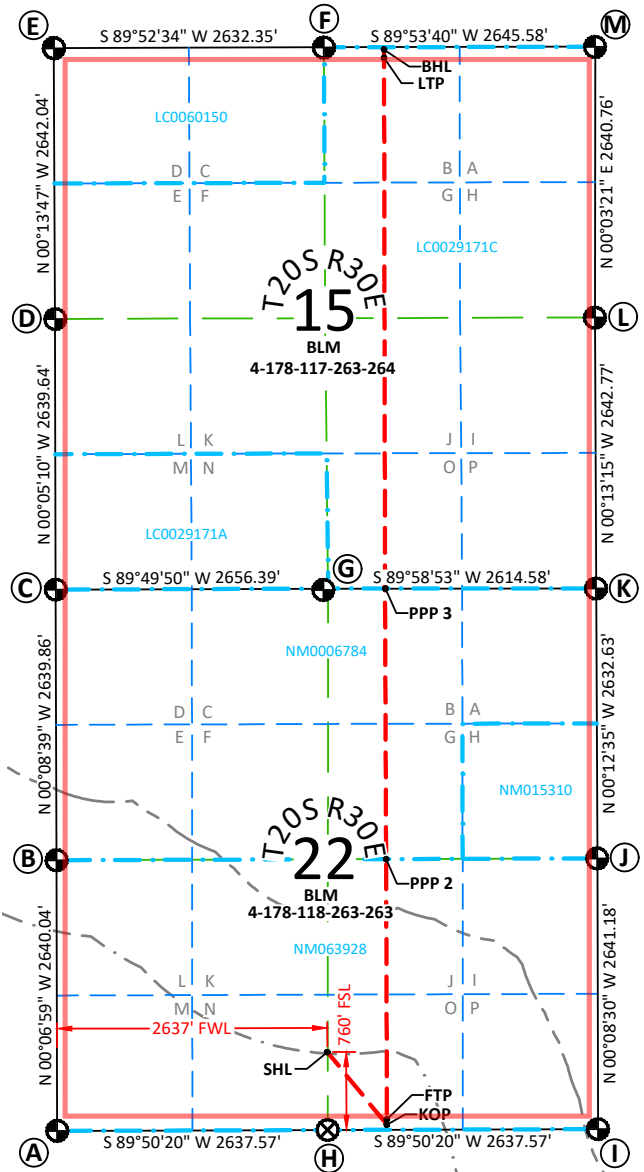 E
F
M
S 89°52'34" W 2632.35'
S 89°53'40" W 2645.58'
BHL
LTP
LC0060150
N 00°13'47" W 2642.04'
N 00°03'21" E 2640.76'
D C
E F
B A
G H
LC0029171C
T20S R30E
15
BLM
4-178-117-263-264
D
L
N 00°05'10" W 2639.64'
N 00°13'15" W 2642.77'
L K
M N
J I
O P
LC0029171A
C
S 89°49'50" W 2656.39'
G
S 89°58'53" W 2614.58'
K
PPP 3
NM0006784
N 00°08'39" W 2639.86'
N 00°12'35" W 2632.63'
D C
E F
B A
G H
NM015310
T20S R30E
22
BLM
4-178-118-263-263
B
J
PPP 2
NM063928
N 00°06'59" W 2640.04'
N 00°08'30" W 2641.18'
L K
M N
J I
O P
2637' FWL
760' FSL
SHL
FTP
KOP
A
S 89°50'20" W 2637.57'
H
S 89°50'20" W 2637.57'
I